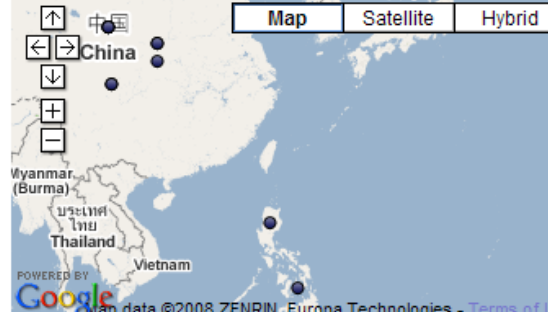 Map Satellite Hybrid
中国
China
Myanmar
(Burma)
ประเทศ
ไทย
Thailand
Vietnam
POWERED BY
Google
Map data ©2008 ZENRIN, Europa Technologies - Terms of